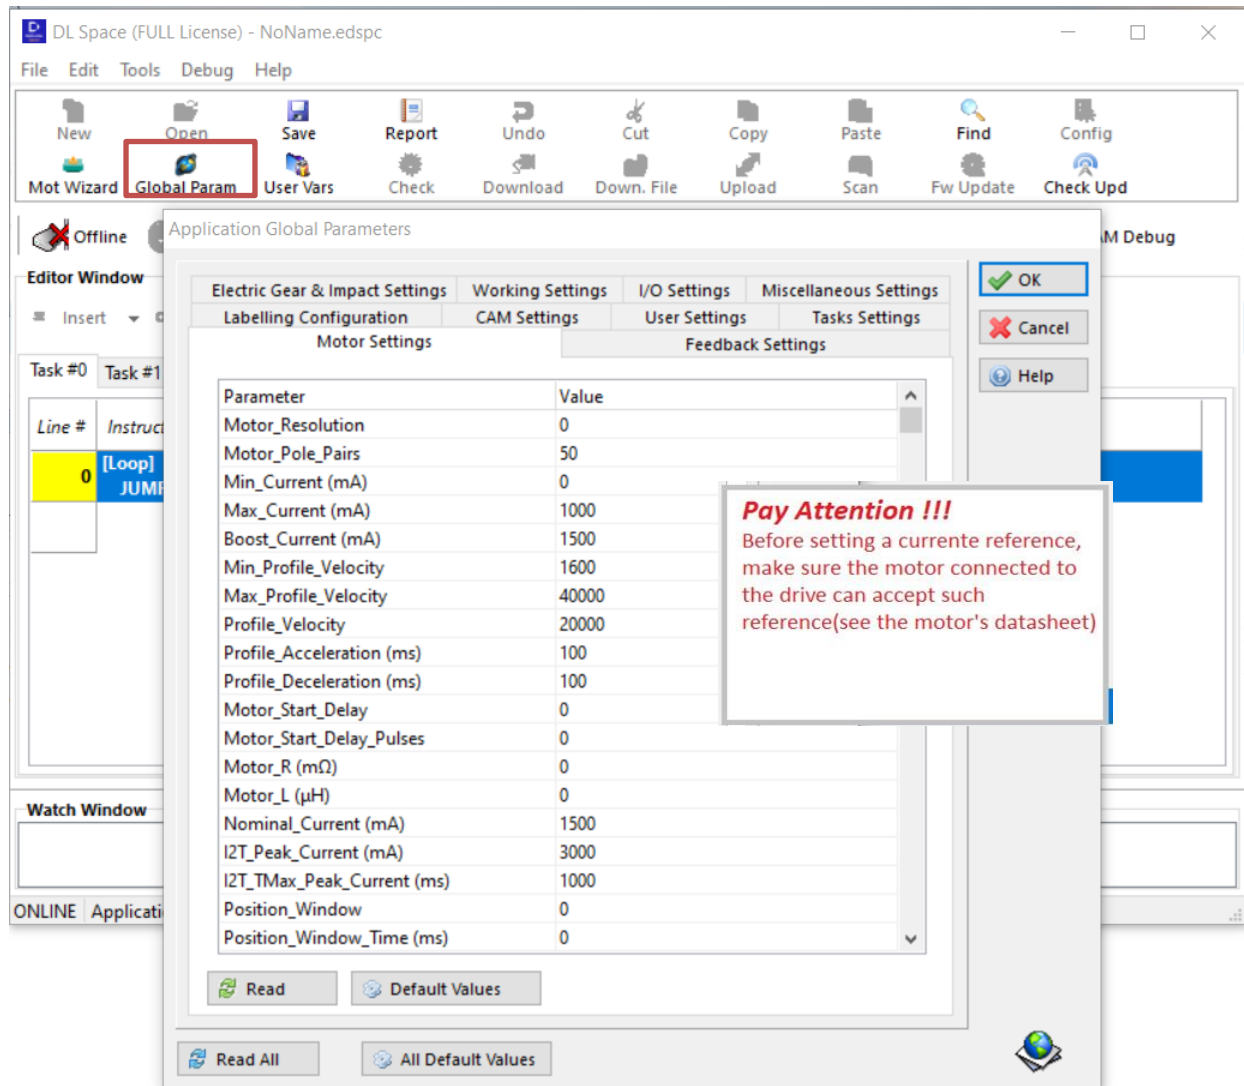 DL Space (FULL License) - NoName.edspc
File Edit Tools Debug Help
New Open Save Report Undo Cut Copy Paste Find Config
Mot Wizard Global Param User Vars Check Download Down. File Upload Scan Fw Update Check Upd
Offline
AM Debug
Application Global Parameters
Editor Window
Insert
Task #0 Task #1
Line # Instruct
0 [Loop]
JUMP
Electric Gear & Impact Settings Working Settings I/O Settings Miscellaneous Settings
Labelling Configuration CAM Settings User Settings Tasks Settings
Motor Settings Feedback Settings
OK
Cancel
Help
Parameter Value
Motor_Resolution 0
Motor_Pole_Pairs 50
Min_Current (mA) 0
Max_Current (mA) 1000
Boost_Current (mA) 1500
Min_Profile_Velocity 1600
Max_Profile_Velocity 40000
Profile_Velocity 20000
Profile_Acceleration (ms) 100
Profile_Deceleration (ms) 100
Motor_Start_Delay 0
Motor_Start_Delay_Pulses 0
Motor_R (mΩ) 0
Motor_L (µH) 0
Nominal_Current (mA) 1500
I2T_Peak_Current (mA) 3000
I2T_TMax_Peak_Current (ms) 1000
Position_Window 0
Position_Window_Time (ms) 0
Pay Attention !!!
Before setting a currente reference,
make sure the motor connected to
the drive can accept such
reference(see the motor's datasheet)
Read Default Values
Read All All Default Values
Watch Window
ONLINE Applicati